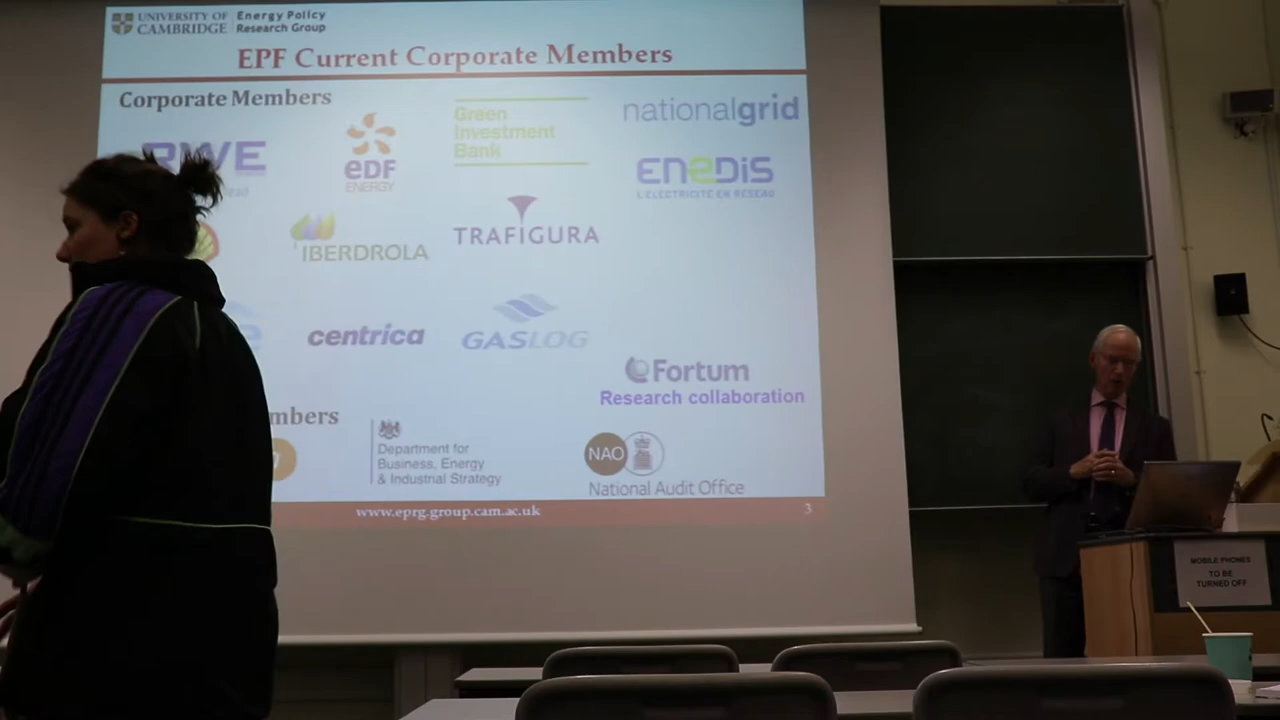 UNIVERSITY OF
CAMBRIDGE
Energy Policy
Research Group
EPF Current Corporate Members
Corporate Members
RWE
eDF
ENERGY
Green
Investment
Bank
nationalgrid
ENEDIS
L'ELECTRICITE EN RESEAU
IBERDROLA
TRAFIGURA
centrica
GASLOG
Fortum
Research collaboration
mbers
Department for
Business, Energy
& Industrial Strategy
NAO
National Audit Office
www.eprg.group.cam.ac.uk
3
MOBILE PHONES
TO BE
TURNED OFF